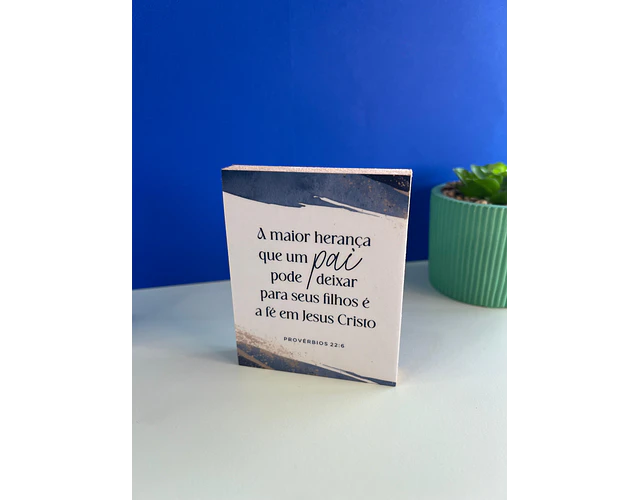 A maior herança
que um pai
pode deixar
para seus filhos é
a fé em Jesus Cristo
PROVÉRBIOS 22:6